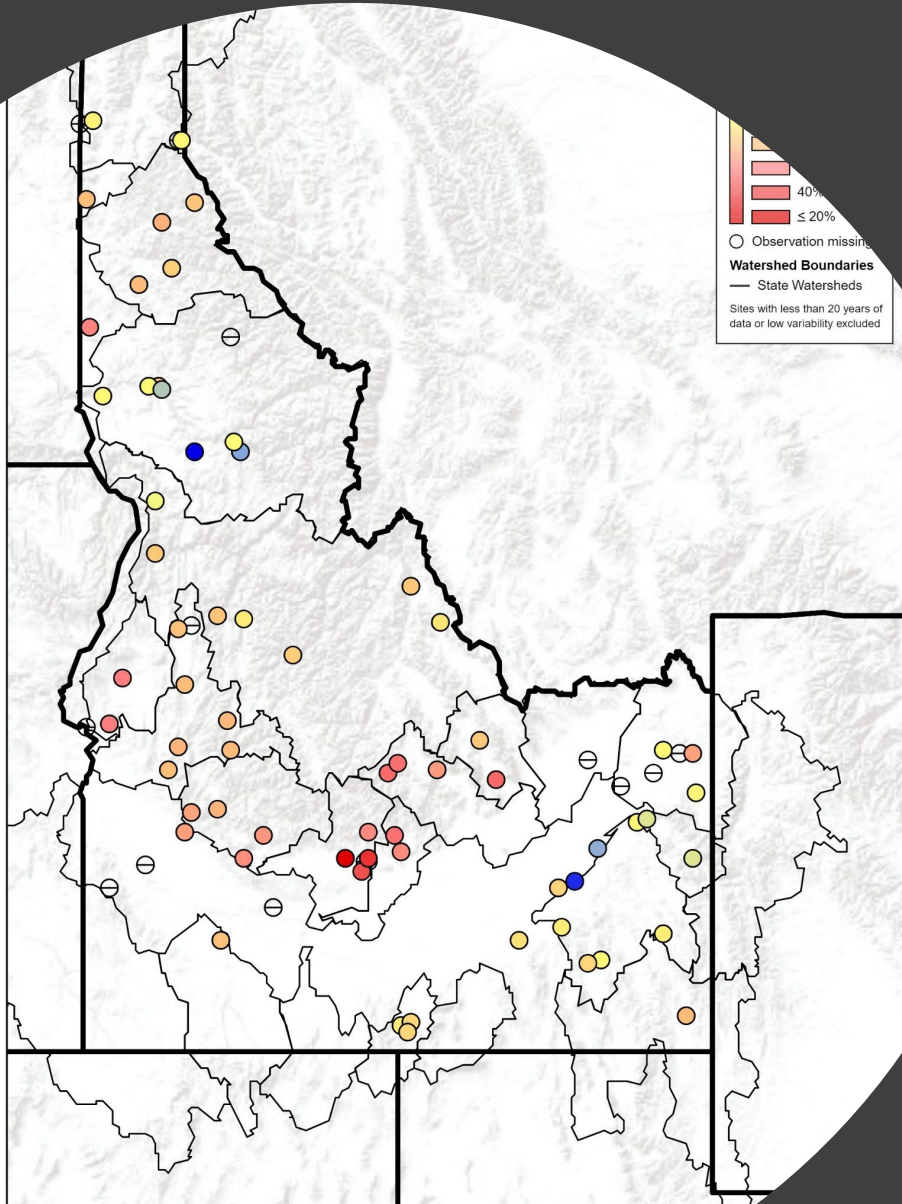 40%
≤ 20%
Observation missing
Watershed Boundaries
State Watersheds
Sites with less than 20 years of
data or low variability excluded